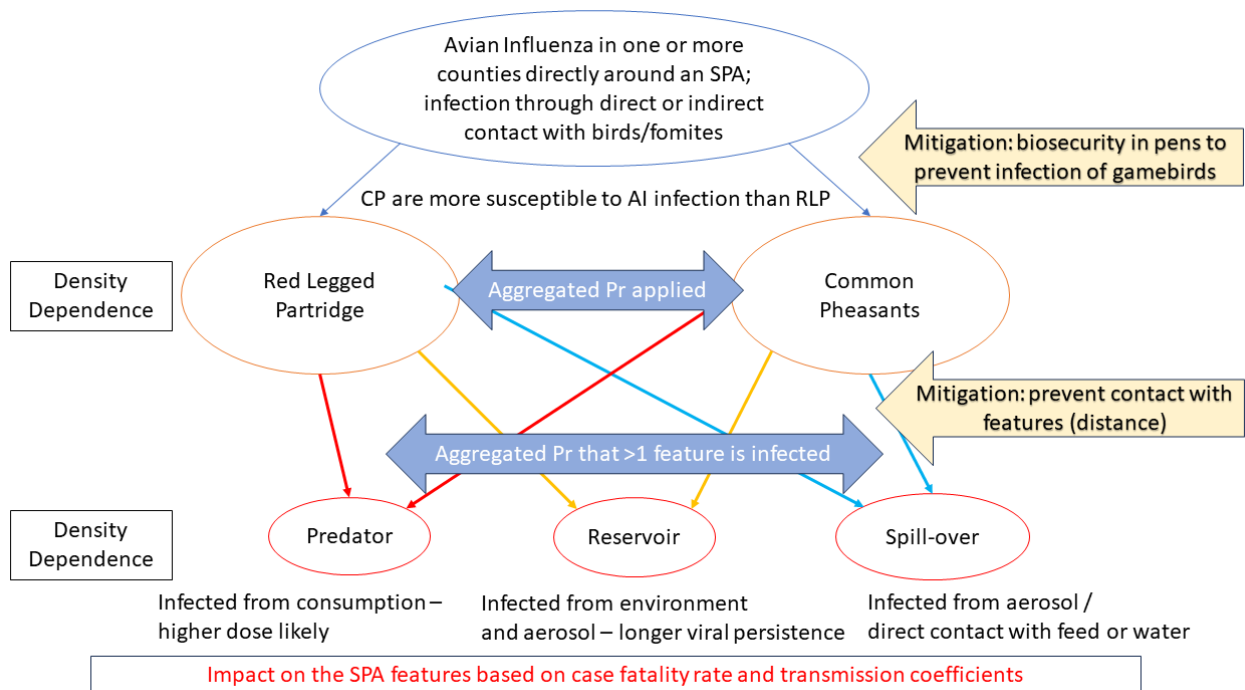 Avian Influenza in one or more
counties directly around an SPA;
infection through direct or indirect
contact with birds/fomites
Mitigation: biosecurity in pens to
prevent infection of gamebirds
CP are more susceptible to AI infection than RLP
Density
Dependence
Red Legged
Partridge
Aggregated Pr applied
Common
Pheasants
Mitigation: prevent contact with
features (distance)
Aggregated Pr that >1 feature is infected
Density
Dependence
Predator
Reservoir
Spill-over
Infected from consumption –
higher dose likely
Infected from environment
and aerosol – longer viral persistence
Infected from aerosol /
direct contact with feed or water
Impact on the SPA features based on case fatality rate and transmission coefficients